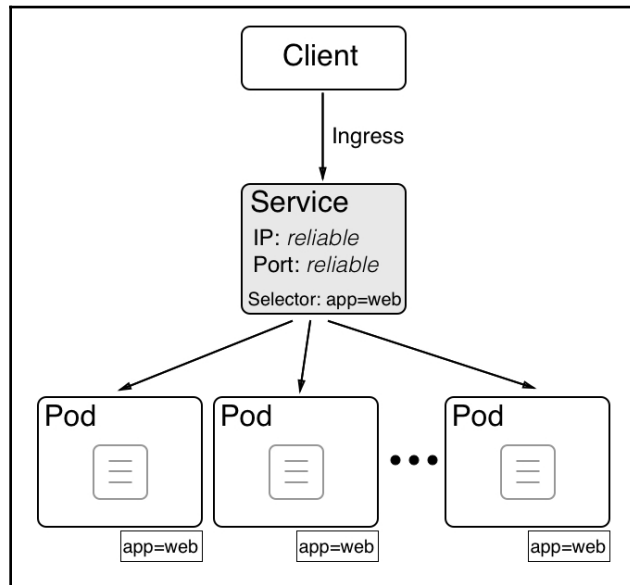 Client
Ingress
Service
IP: reliable
Port: reliable
Selector: app=web
Pod
Pod
Pod
app=web
app=web
app=web